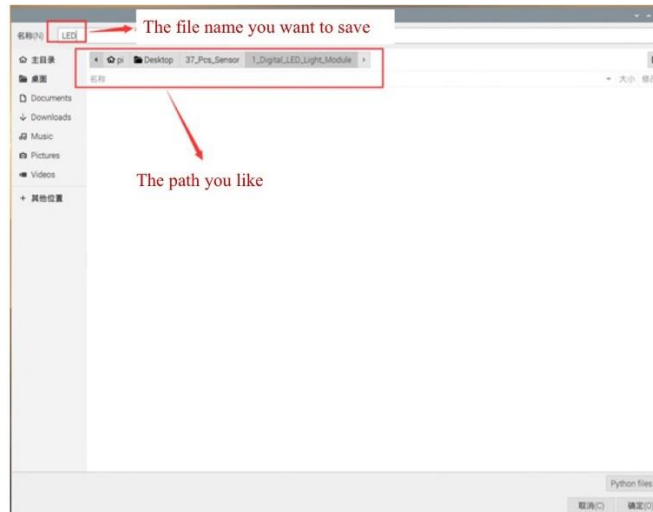 The file name you want to save
名称(N) LED
主目录
pi Desktop 37_Pcs_Sensor 1_Digital_LED_Light_Module
桌面
名称 大小
Documents
Downloads
Music
Pictures
The path you like
Videos
+ 其他位置
Python files
取消(C) 确定(O)